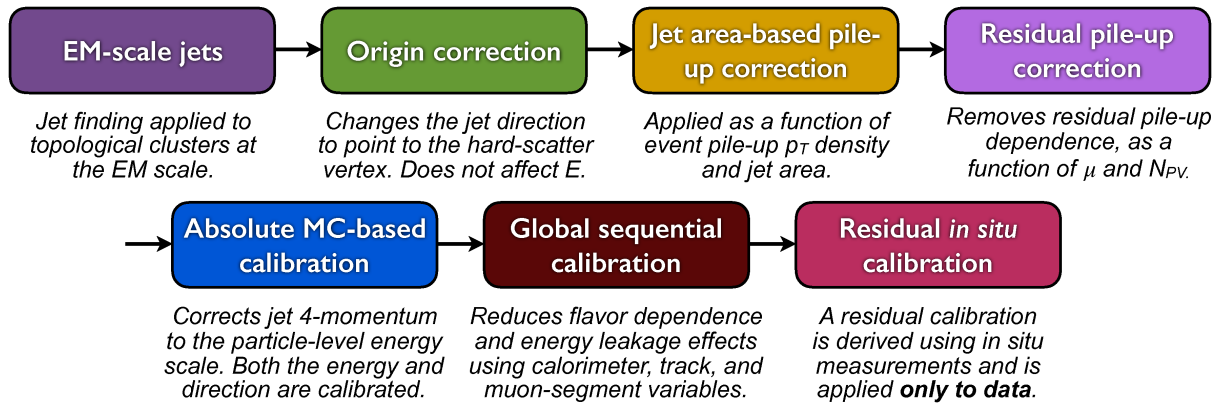 EM-scale jets
Origin correction
Jet area-based pile-
up correction
Residual pile-up
correction
Jet finding applied to
topological clusters at
the EM scale.
Changes the jet direction
to point to the hard-scatter
vertex. Does not affect E.
Applied as a function of
event pile-up pT density
and jet area.
Removes residual pile-up
dependence, as a
function of μ and NPV.
Absolute MC-based
calibration
Global sequential
calibration
Residual in situ
calibration
Corrects jet 4-momentum
to the particle-level energy
scale. Both the energy and
direction are calibrated.
Reduces flavor dependence
and energy leakage effects
using calorimeter, track, and
muon-segment variables.
A residual calibration
is derived using in situ
measurements and is
applied only to data.